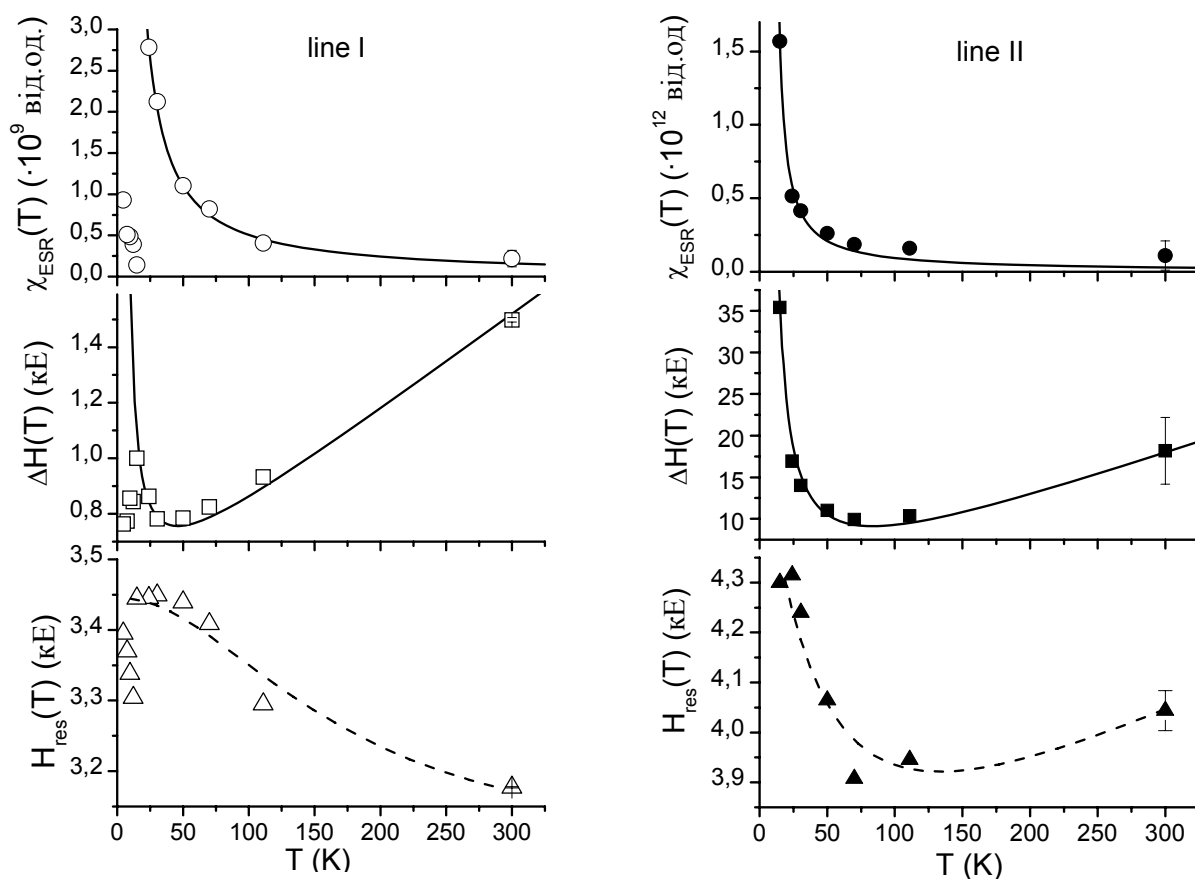 line I
χESR(T) (·10⁹ від.од.)
3,0
2,5
2,0
1,5
1,0
0,5
0,0
ΔH(T) (кЕ)
1,4
1,2
1,0
0,8
Hres(T) (кЕ)
3,5
3,4
3,3
3,2
0 50 100 150 200 250 300
T (K)
line II
χESR(T) (·10¹² від.од.)
1,5
1,0
0,5
0,0
ΔH(T) (кЕ)
35
30
25
20
15
10
Hres(T) (кЕ)
4,3
4,2
4,1
4,0
3,9
0 50 100 150 200 250 300
T (K)